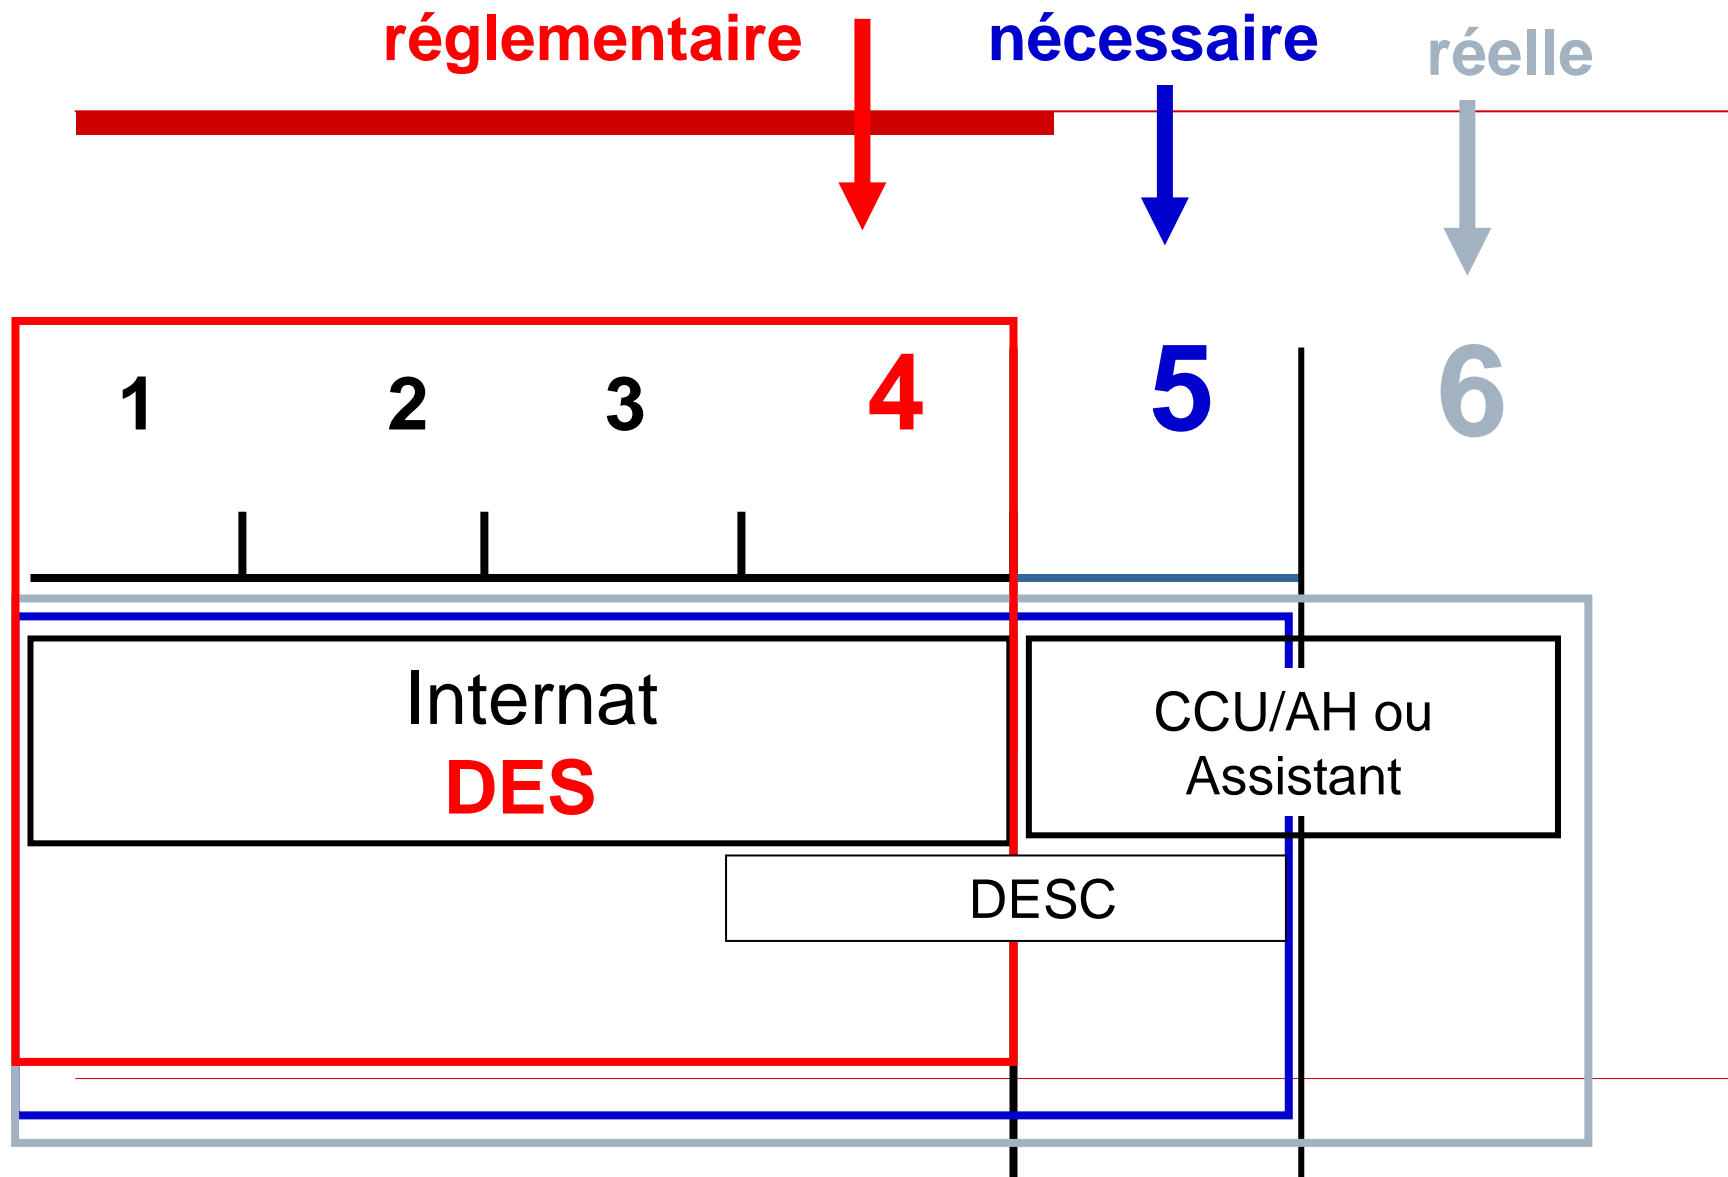 réglementaire
nécessaire
réelle
1 2 3 4 5 6
Internat
DES
CCU/AH ou
Assistant
DESC